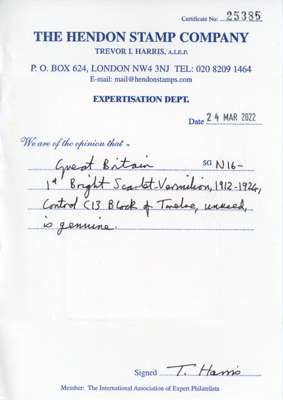 Certificate No: 25385
THE HENDON STAMP COMPANY
TREVOR I. HARRIS, A.I.E.P.
P. O. BOX 624, LONDON NW4 3NJ TEL: 020 8209 1464
E-mail: mail@hendonstamps.com
EXPERTISATION DEPT.
Date 24 MAR 2022
We are of the opinion that :-
Great Britain SG N16-
1d Bright Scarlet-Vermilion, 1912-1924,
Control C13 Block of Twelve, unused,
is genuine.
Signed T. Harris
Member: The International Association of Expert Philatelists